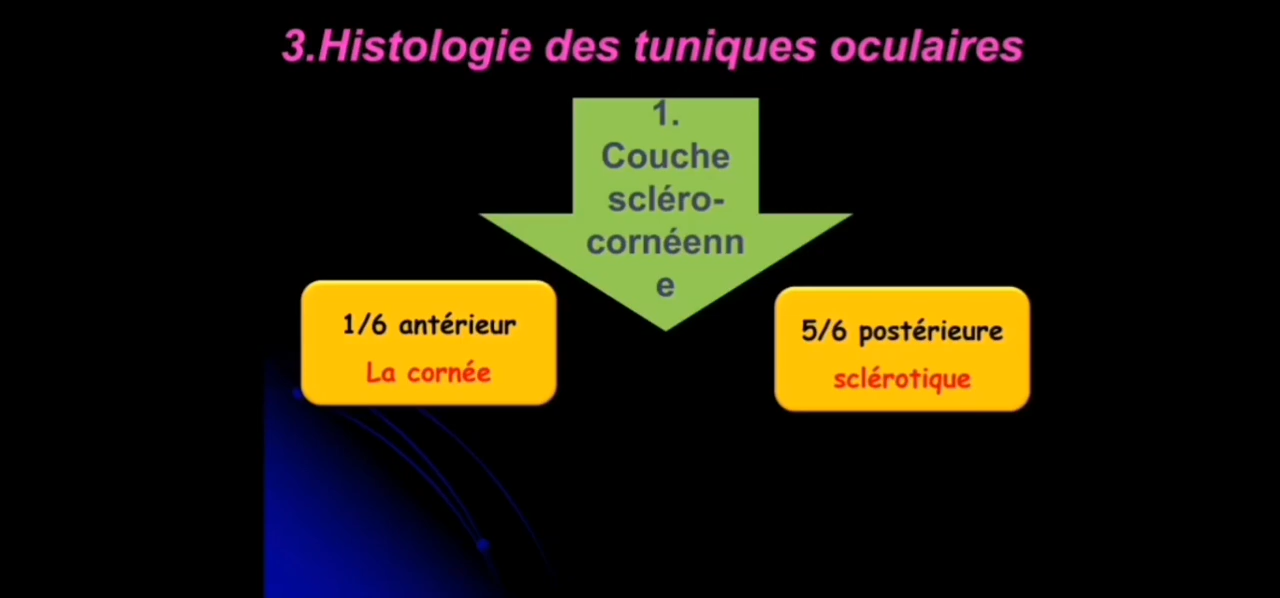 3.Histologie des tuniques oculaires
1.
Couche
scléro-
cornéenn
e
1/6 antérieur
La cornée
5/6 postérieure
sclérotique